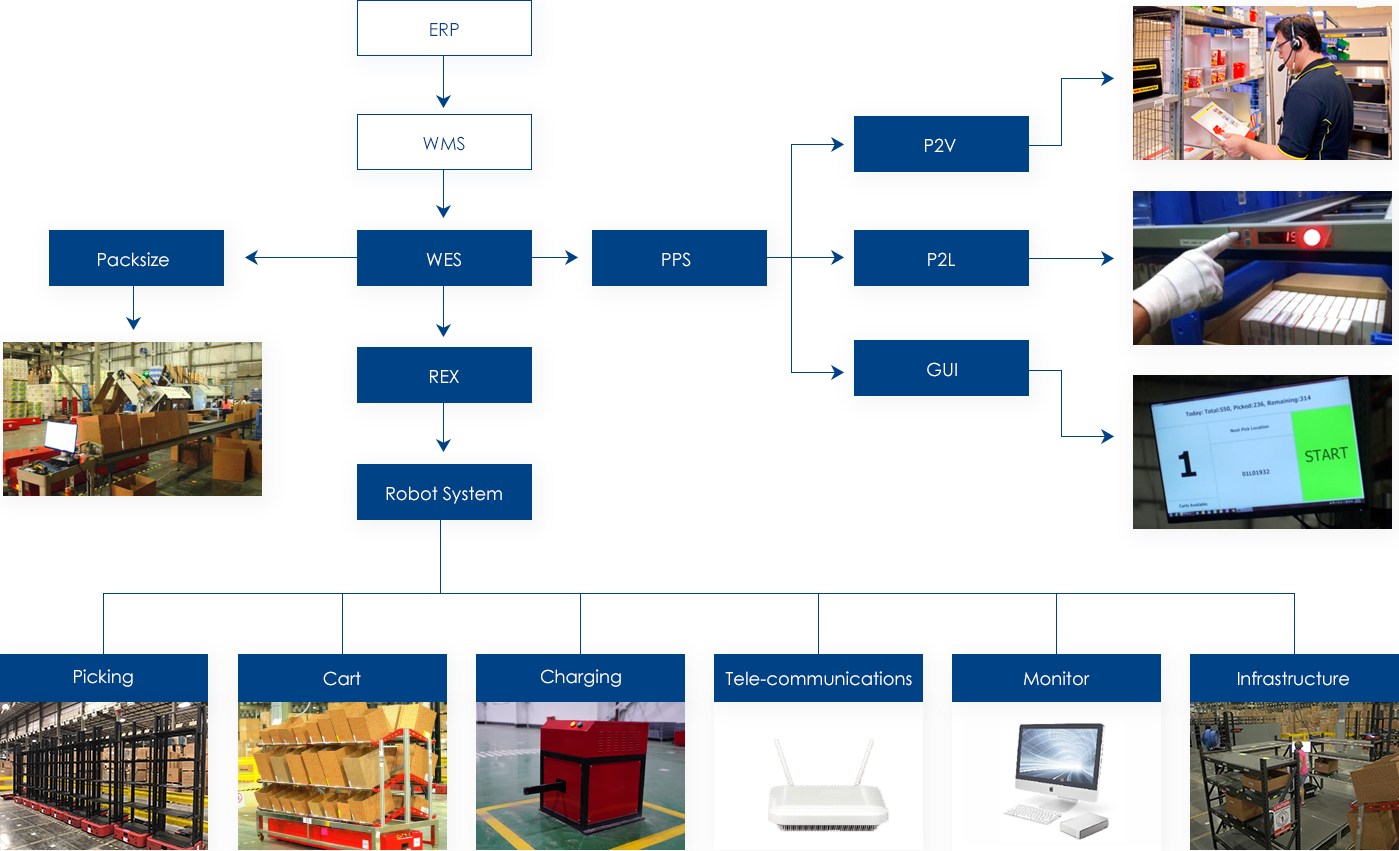 ERP
WMS
P2V
Packsize
WES
PPS
P2L
REX
GUI
Today: Total:550, Picked:236, Remaining:314
1
Next Pick Location
01L01932
START
Carts Available
Robot System
Picking
Cart
Charging
Tele-communications
Monitor
Infrastructure